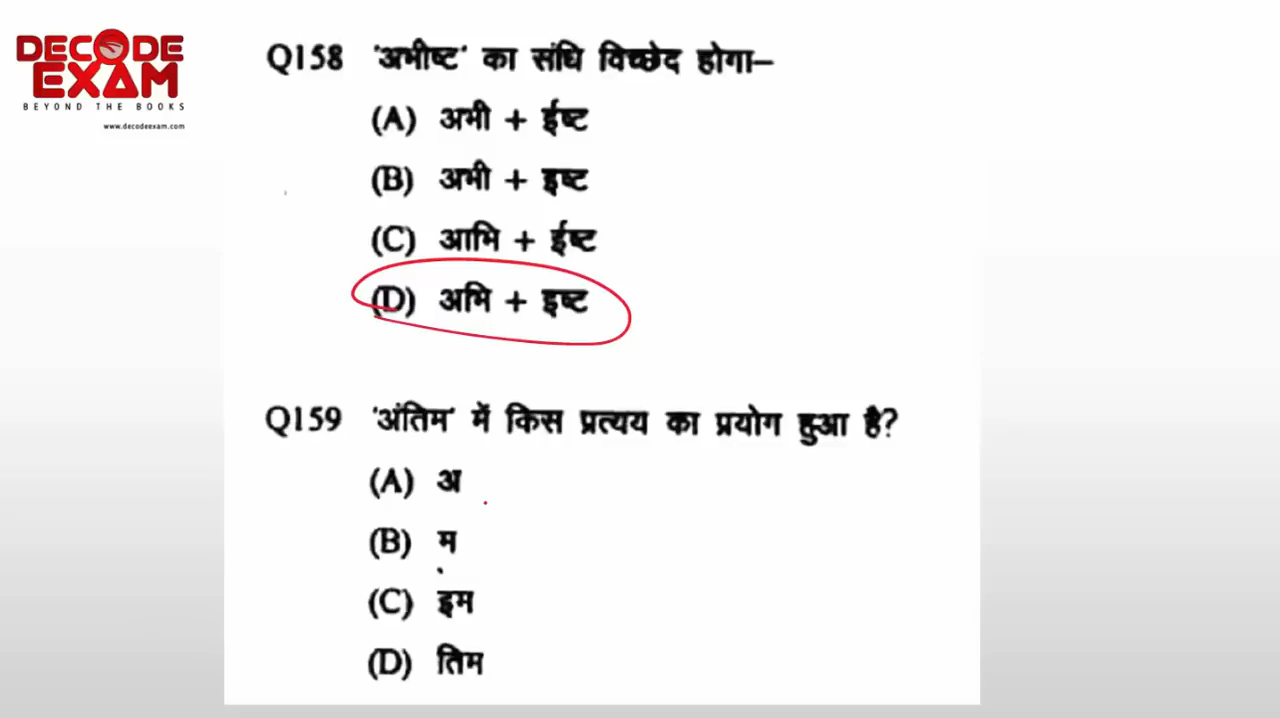 DECODE
EXAM
BEYOND THE BOOKS
www.decodeexam.com
Q158 'अभीष्ट' का संधि विच्छेद होगा–
(A) अभी + ईष्ट
(B) अभी + इष्ट
(C) आभि + ईष्ट
(D) अभि + इष्ट
Q159 'अंतिम' में किस प्रत्यय का प्रयोग हुआ है?
(A) अ
(B) म
(C) इम
(D) तिम